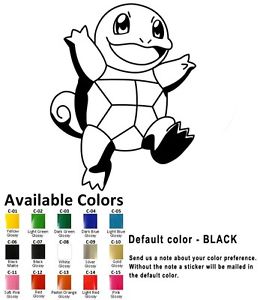 Available Colors
C-01 C-02 C-03 C-04 C-05
Yellow Glossy Light Green Glossy Dark Green Glossy Dark Blue Glossy Light Blue Glossy
C-06 C-07 C-08 C-09 C-10
Black Matte Black Glossy White Glossy Silver Glossy Gold Glossy
C-11 C-12 C-13 C-14 C-15
Soft Pink Glossy Red Glossy Pastel Orange Glossy Light Red Glossy Pink Glossy
Default color - BLACK
Send us a note about your color preference.
Without the note a sticker will be mailed in
the default color.